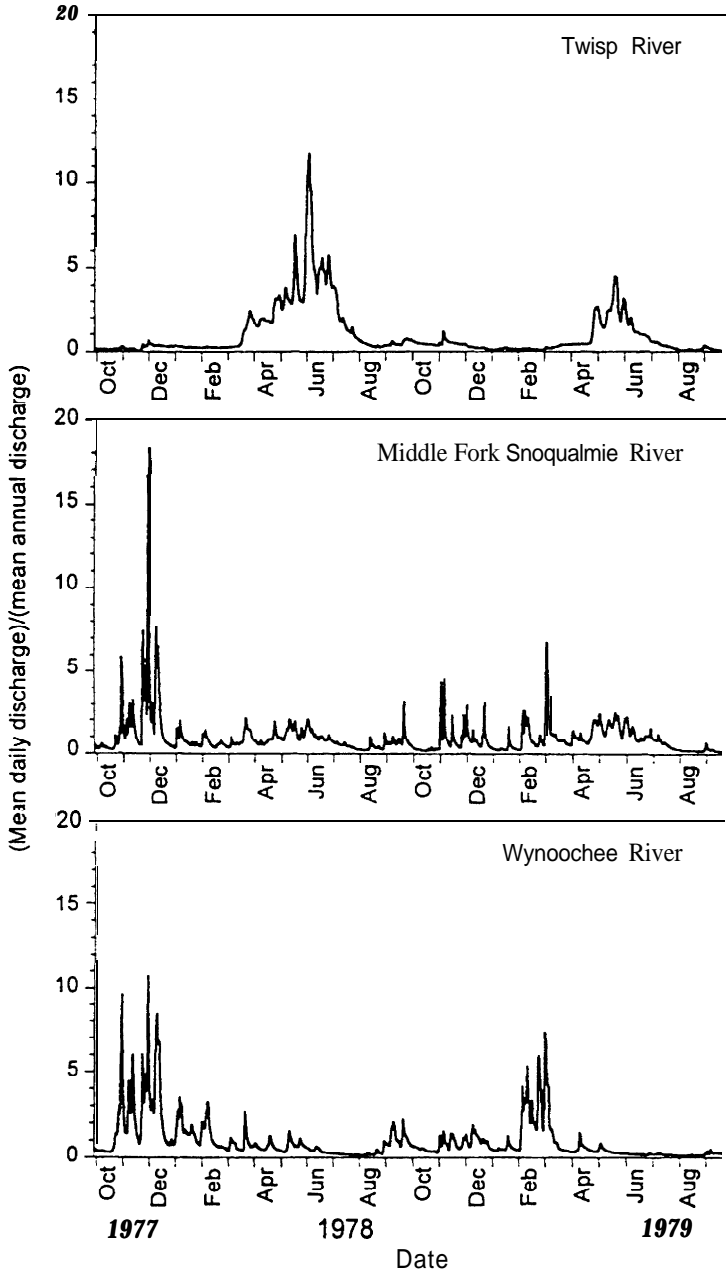 20
Twisp River
15
10
5
0
Oct Dec Feb Apr Jun Aug Oct Dec Feb Apr Jun Aug
20
Middle Fork Snoqualmie River
15
10
5
0
Oct Dec Feb Apr Jun Aug Oct Dec Feb Apr Jun Aug
20
Wynoochee River
15
10
5
0
Oct Dec Feb Apr Jun Aug Oct Dec Feb Apr Jun Aug
1977 1978 1979
Date
(Mean daily discharge)/(mean annual discharge)